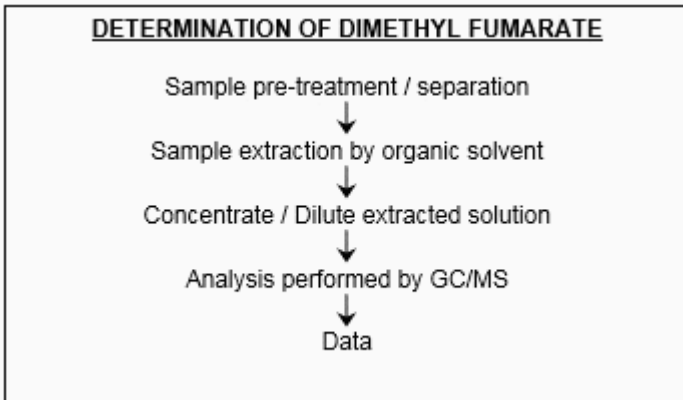 DETERMINATION OF DIMETHYL FUMARATE
Sample pre-treatment / separation
Sample extraction by organic solvent
Concentrate / Dilute extracted solution
Analysis performed by GC/MS
Data